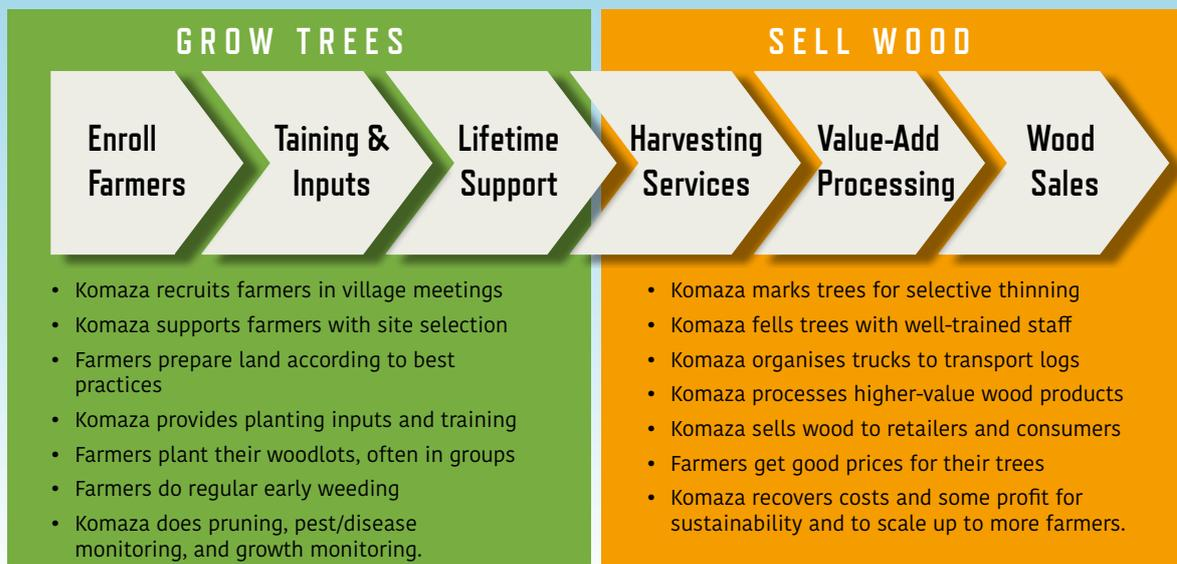 GROW TREES
Enroll
Farmers
Taining &
Inputs
Lifetime
Support
• Komaza recruits farmers in village meetings
• Komaza supports farmers with site selection
• Farmers prepare land according to best
practices
• Komaza provides planting inputs and training
• Farmers plant their woodlots, often in groups
• Farmers do regular early weeding
• Komaza does pruning, pest/disease
monitoring, and growth monitoring.
SELL WOOD
Harvesting
Services
Value-Add
Processing
Wood
Sales
• Komaza marks trees for selective thinning
• Komaza fells trees with well-trained staff
• Komaza organises trucks to transport logs
• Komaza processes higher-value wood products
• Komaza sells wood to retailers and consumers
• Farmers get good prices for their trees
• Komaza recovers costs and some profit for
sustainability and to scale up to more farmers.